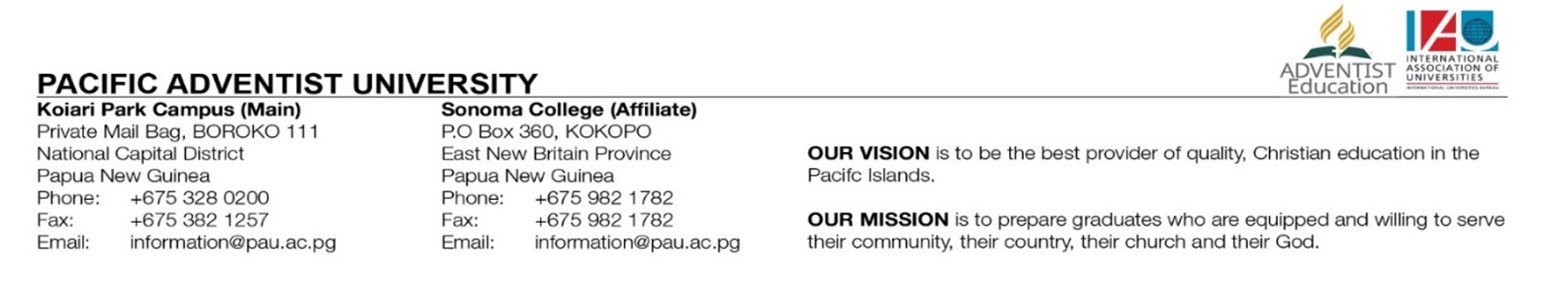 ADVENTIST
Education
INTERNATIONAL
ASSOCIATION OF
UNIVERSITIES
INTERNATIONAL UNIVERSITIES BUREAU
PACIFIC ADVENTIST UNIVERSITY
Koiari Park Campus (Main)
Private Mail Bag, BOROKO 111
National Capital District
Papua New Guinea
Phone: +675 328 0200
Fax: +675 382 1257
Email: information@pau.ac.pg
Sonoma College (Affiliate)
P.O Box 360, KOKOPO
East New Britain Province
Papua New Guinea
Phone: +675 982 1782
Fax: +675 982 1782
Email: information@pau.ac.pg
OUR VISION is to be the best provider of quality, Christian education in the
Pacifc Islands.
OUR MISSION is to prepare graduates who are equipped and willing to serve
their community, their country, their church and their God.